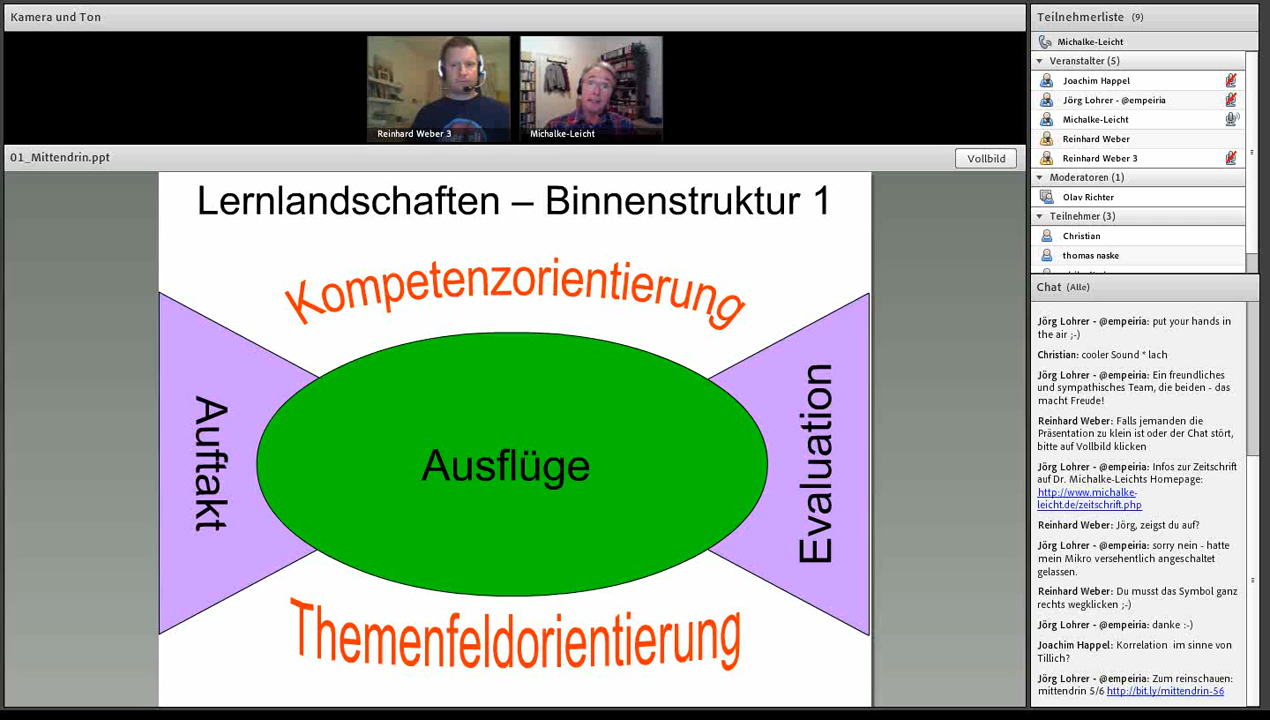 Kamera und Ton
Reinhard Weber 3
Michalke-Leicht
01_Mittendrin.ppt
Vollbild
Lernlandschaften – Binnenstruktur 1
Kompetenzorientierung
Auftakt
Ausflüge
Evaluation
Themenfeldorientierung
Teilnehmerliste (9)
Michalke-Leicht
Veranstalter (5)
Joachim Happel
Jörg Lohrer - @empeiria
Michalke-Leicht
Reinhard Weber
Reinhard Weber 3
Moderatoren (1)
Olav Richter
Teilnehmer (3)
Christian
thomas naske
Chat (Alle)
Jörg Lohrer - @empeiria: put your hands in
the air ;-)
Christian: cooler Sound * lach
Jörg Lohrer - @empeiria: Ein freundliches
und sympathisches Team, die beiden - das
macht Freude!
Reinhard Weber: Falls jemanden die
Präsentation zu klein ist oder der Chat stört,
bitte auf Vollbild klicken
Jörg Lohrer - @empeiria: Infos zur Zeitschrift
auf Dr. Michalke-Leichts Homepage:
http://www.michalke-
leicht.de/zeitschrift.php
Reinhard Weber: Jörg, zeigst du auf?
Jörg Lohrer - @empeiria: sorry nein - hatte
mein Mikro versehentlich angeschaltet
gelassen.
Reinhard Weber: Du musst das Symbol ganz
rechts wegklicken ;-)
Jörg Lohrer - @empeiria: danke :-)
Joachim Happel: Korrelation im sinne von
Tillich?
Jörg Lohrer - @empeiria: Zum reinschauen:
mittendrin 5/6 http://bit.ly/mittendrin-56